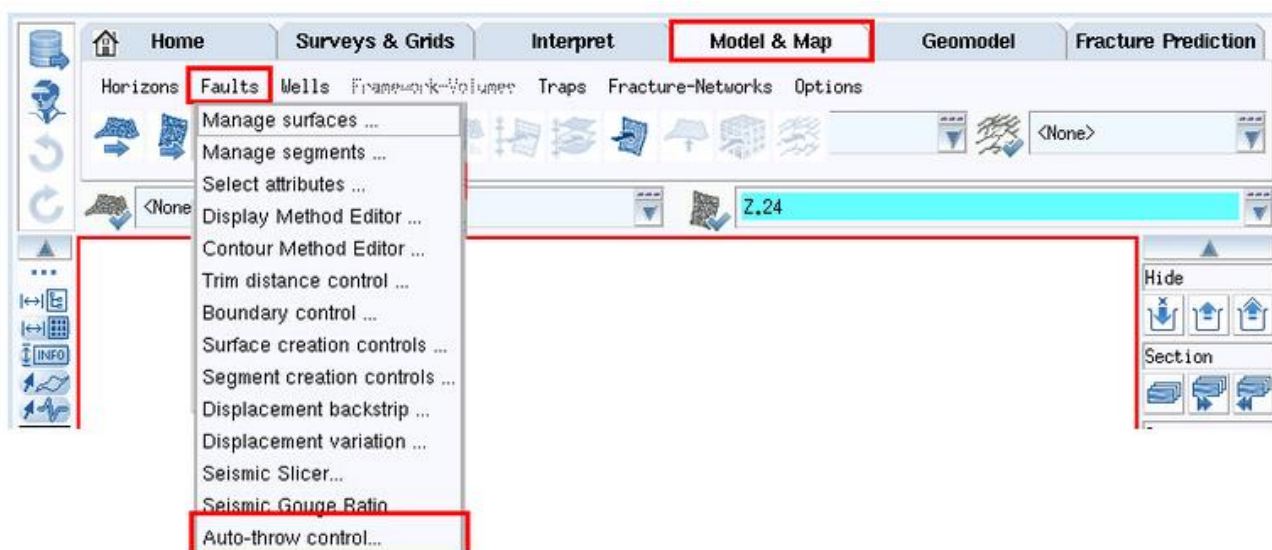 Home Surveys & Grids Interpret Model & Map Geomodel Fracture Prediction
Horizons Faults Wells Framework-Volumes Traps Fracture-Networks Options
Manage surfaces ...
<None>
Manage segments ...
Select attributes ...
<None
Z.24
Display Method Editor ...
Contour Method Editor ...
Trim distance control ...
Hide
Boundary control ...
INFO
Surface creation controls ...
Section
Segment creation controls ...
Displacement backstrip ...
Displacement variation ...
Seismic Slicer...
Seismic Gouge Ratio
Auto-throw control...